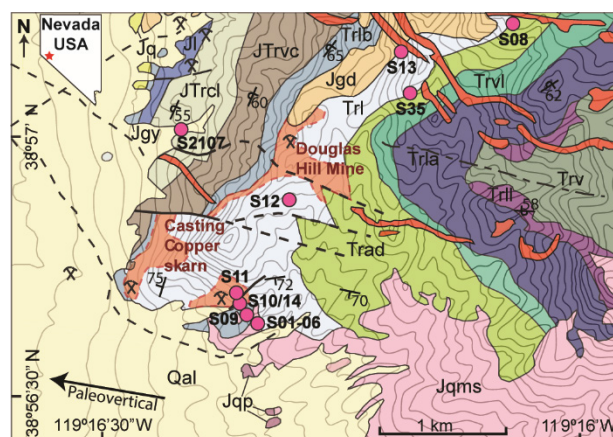 Nevada
USA
N
Jq
Jl
JTrcl
JTrvc
Trlb
65
S13
S08
Jgd
Trl
S35
Trvl
62
55
60
Jgy
S2107
38°57' N
Douglas
Hill Mine
Trla
Trv
Trll
58
S12
Casting
Copper
skarn
Trad
75
S11
72
S10/14
70
S09
S01-06
38°56'30" N
Qal
Paleovertical
Jqp
Jqms
1 km
119°16'30"W
119°16'W